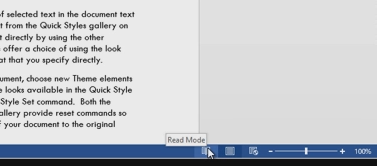 of selected text in the document text
t from the Quick Styles gallery on
t directly by using the other
offer a choice of using the look
at that you specify directly.
ument, choose new Theme elements
e looks available in the Quick Style
Style Set command. Both the
allery provide reset commands so
f your document to the original
Read Mode
100%